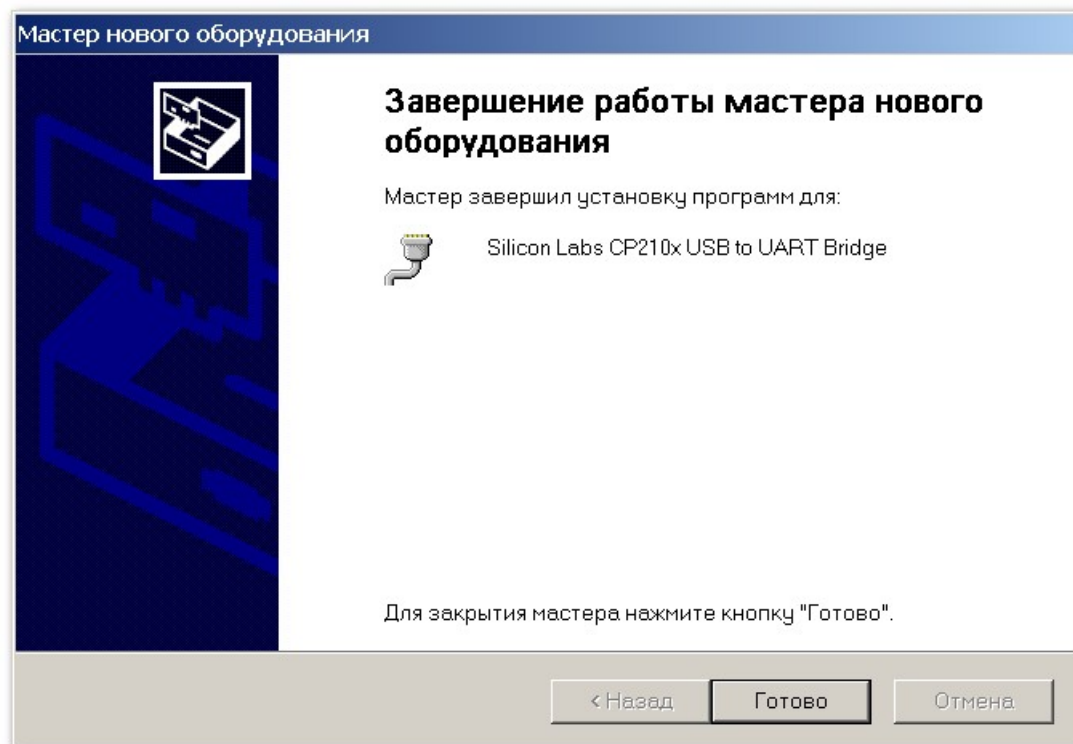 Мастер нового оборудования
Завершение работы мастера нового
оборудования
Мастер завершил установку программ для:
Silicon Labs CP210x USB to UART Bridge
Для закрытия мастера нажмите кнопку "Готово".
< Назад
Готово
Отмена